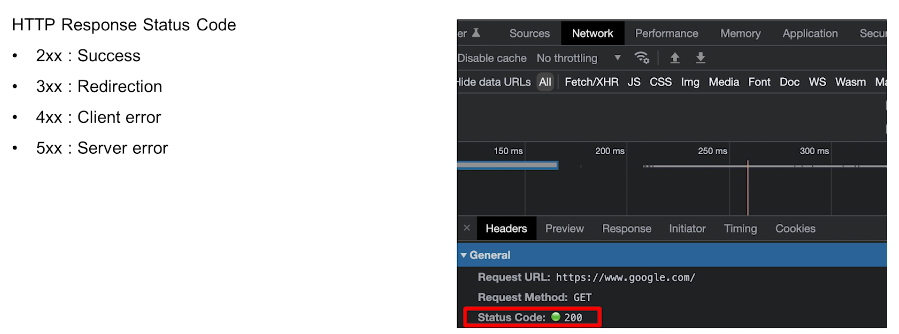 HTTP Response Status Code
• 2xx : Success
• 3xx : Redirection
• 4xx : Client error
• 5xx : Server error
Sources Network Performance Memory Application
Disable cache No throttling
Hide data URLs All Fetch/XHR JS CSS Img Media Font Doc WS Wasm
150 ms 200 ms 250 ms 300 ms
× Headers Preview Response Initiator Timing Cookies
General
Request URL: https://www.google.com/
Request Method: GET
Status Code: 200